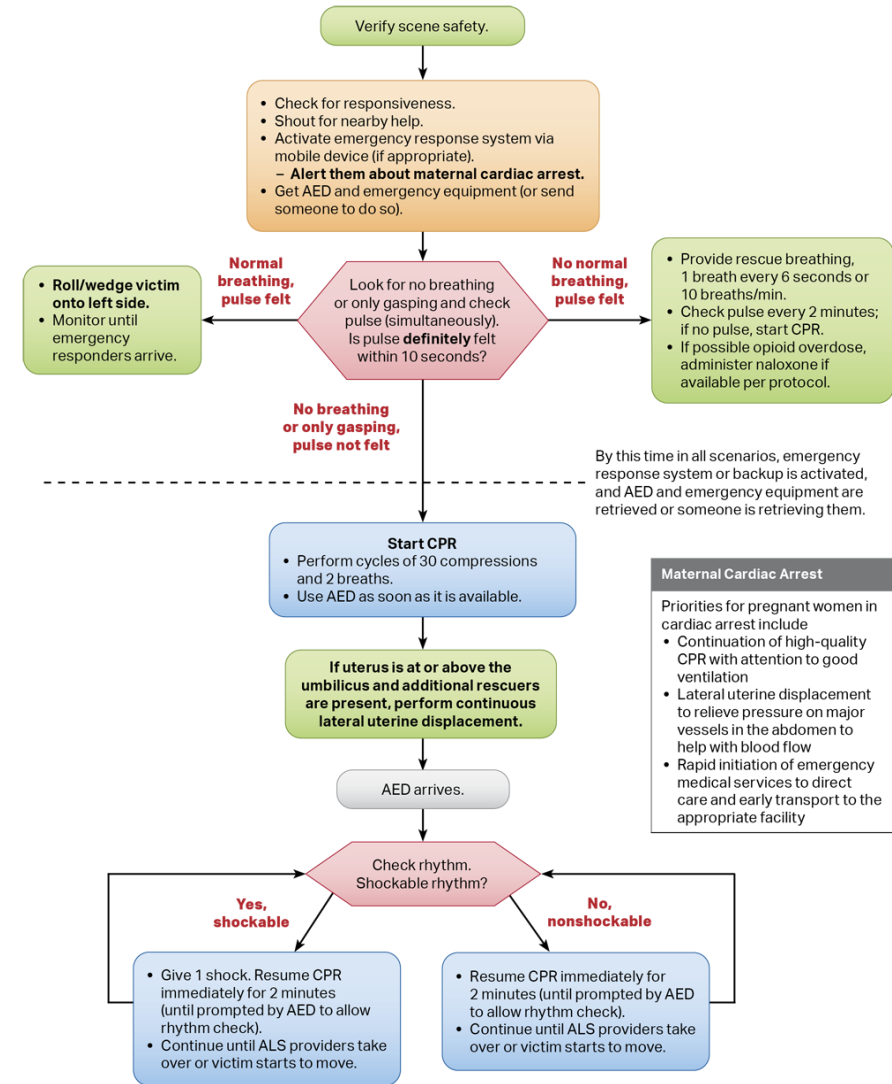 Verify scene safety.
• Check for responsiveness.
• Shout for nearby help.
• Activate emergency response system via
mobile device (if appropriate).
– Alert them about maternal cardiac arrest.
• Get AED and emergency equipment (or send
someone to do so).
Normal
breathing,
pulse felt
No normal
breathing,
pulse felt
• Roll/wedge victim
onto left side.
• Monitor until
emergency
responders arrive.
Look for no breathing
or only gasping and check
pulse (simultaneously).
Is pulse definitely felt
within 10 seconds?
• Provide rescue breathing,
1 breath every 6 seconds or
10 breaths/min.
• Check pulse every 2 minutes;
if no pulse, start CPR.
• If possible opioid overdose,
administer naloxone if
available per protocol.
No breathing
or only gasping,
pulse not felt
By this time in all scenarios, emergency
response system or backup is activated,
and AED and emergency equipment are
retrieved or someone is retrieving them.
Start CPR
• Perform cycles of 30 compressions
and 2 breaths.
• Use AED as soon as it is available.
Maternal Cardiac Arrest
Priorities for pregnant women in
cardiac arrest include
• Continuation of high-quality
CPR with attention to good
ventilation
• Lateral uterine displacement
to relieve pressure on major
vessels in the abdomen to
help with blood flow
• Rapid initiation of emergency
medical services to direct
care and early transport to the
appropriate facility
If uterus is at or above the
umbilicus and additional rescuers
are present, perform continuous
lateral uterine displacement.
AED arrives.
Check rhythm.
Shockable rhythm?
Yes,
shockable
No,
nonshockable
• Give 1 shock. Resume CPR
immediately for 2 minutes
(until prompted by AED to allow
rhythm check).
• Continue until ALS providers take
over or victim starts to move.
• Resume CPR immediately for
2 minutes (until prompted by AED
to allow rhythm check).
• Continue until ALS providers take
over or victim starts to move.